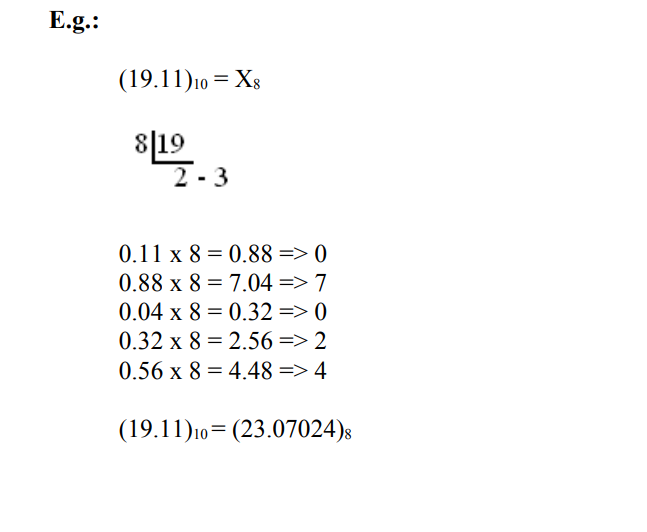 E.g.:
(19.11)₁₀ = X₈
8|19
2 - 3
0.11 x 8 = 0.88 => 0
0.88 x 8 = 7.04 => 7
0.04 x 8 = 0.32 => 0
0.32 x 8 = 2.56 => 2
0.56 x 8 = 4.48 => 4
(19.11)₁₀ = (23.07024)₈